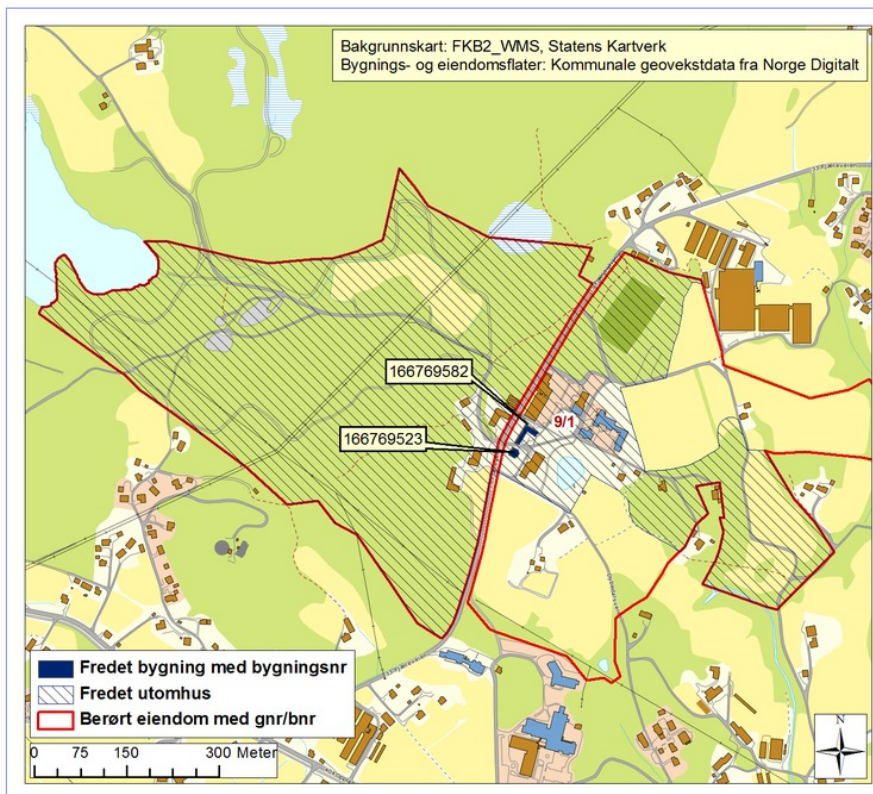 Bakgrunnskart: FKB2_WMS, Statens Kartverk
Bygnings- og eiendomsflater: Kommunale geovekstdata fra Norge Digitalt
166769582
9/1
166769523
Fredet bygning med bygningsnr
Fredet utomhus
Berørt eiendom med gnr/bnr
0 75 150 300 Meter
N